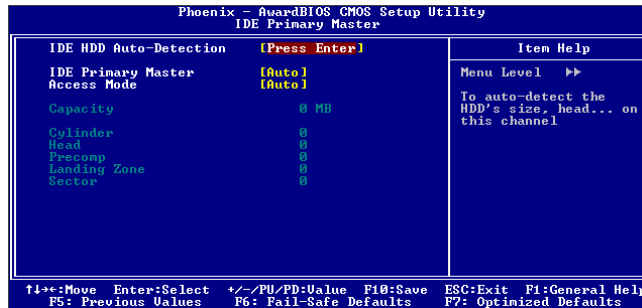 Phoenix - AwardBIOS CMOS Setup Utility
IDE Primary Master
IDE HDD Auto-Detection [Press Enter]
IDE Primary Master [Auto]
Access Mode [Auto]
Capacity 0 MB
Cylinder 0
Head 0
Precomp 0
Landing Zone 0
Sector 0
Item Help
Menu Level ▶▶
To auto-detect the
HDD's size, head... on
this channel
↑↓→←:Move Enter:Select +/-/PU/PD:Value F10:Save ESC:Exit F1:General Help
F5: Previous Values F6: Fail-Safe Defaults F7: Optimized Defaults